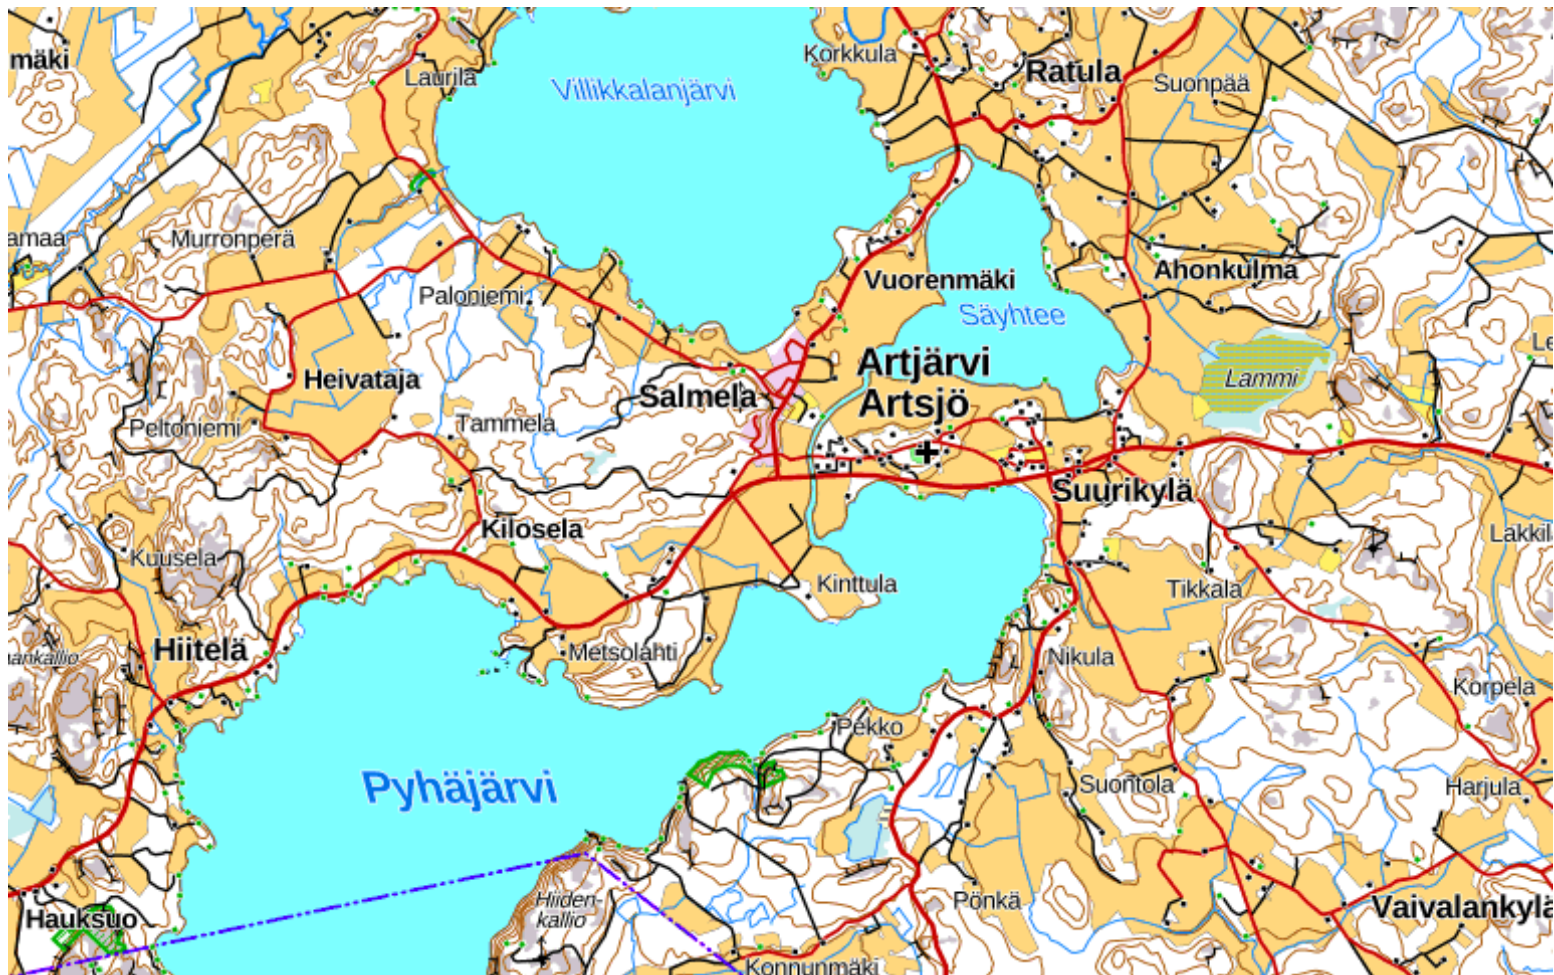 Korkkula
mäki
Laurila
Ratula
Suonpää
Villikkalanjärvi
amaa
Murronperä
Ahonkulma
Vuorenmäki
Paloniemi
Säyhtee
Le
Artjärvi
Artsjö
Heivataja
Lammi
Salmela
Peltoniemi
Tammela
Suurikylä
Kilosela
Lakkil
Kuusela
Kinttula
Tikkala
Hiitelä
ankallio
Metsolahti
Nikula
Korpela
Pekko
Pyhäjärvi
Suontola
Harjula
Hiiden-
kallio
Pönkä
Hauksuo
Vaivalankylä
Konnunmäki